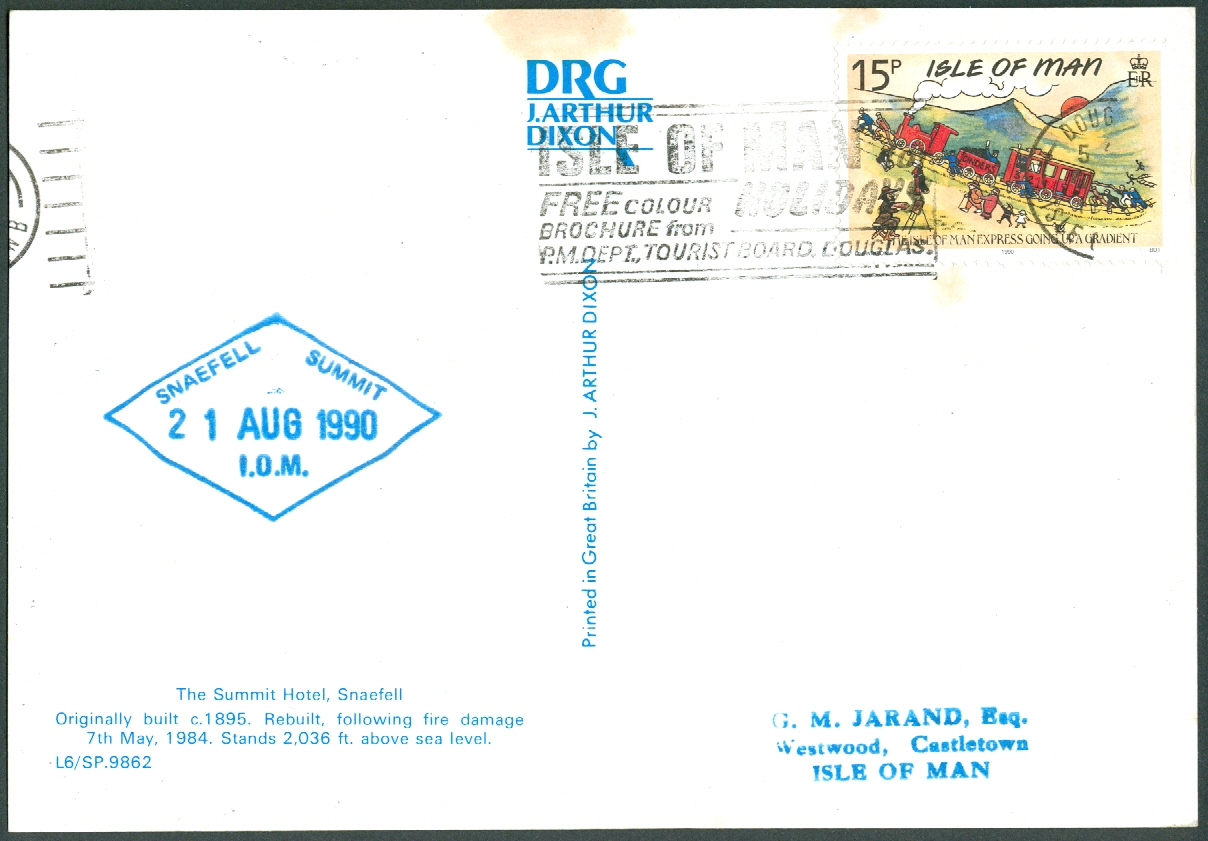 DRG
J. ARTHUR
DIXON
15P ISLE OF MAN
ER
ISLE OF MAN EXPRESS GOING UP A GRADIENT
1990
ISLE OF MAN
HOLIDAYS
FREE COLOUR
BROCHURE from
P.M. DEPT., TOURIST BOARD, DOUGLAS.
SNAEFELL SUMMIT
21 AUG 1990
I.O.M.
Printed in Great Britain by J. ARTHUR DIXON
The Summit Hotel, Snaefell
Originally built c.1895. Rebuilt, following fire damage
7th May, 1984. Stands 2,036 ft. above sea level.
L6/SP.9862
G. M. JARAND, Esq.
Westwood, Castletown
ISLE OF MAN